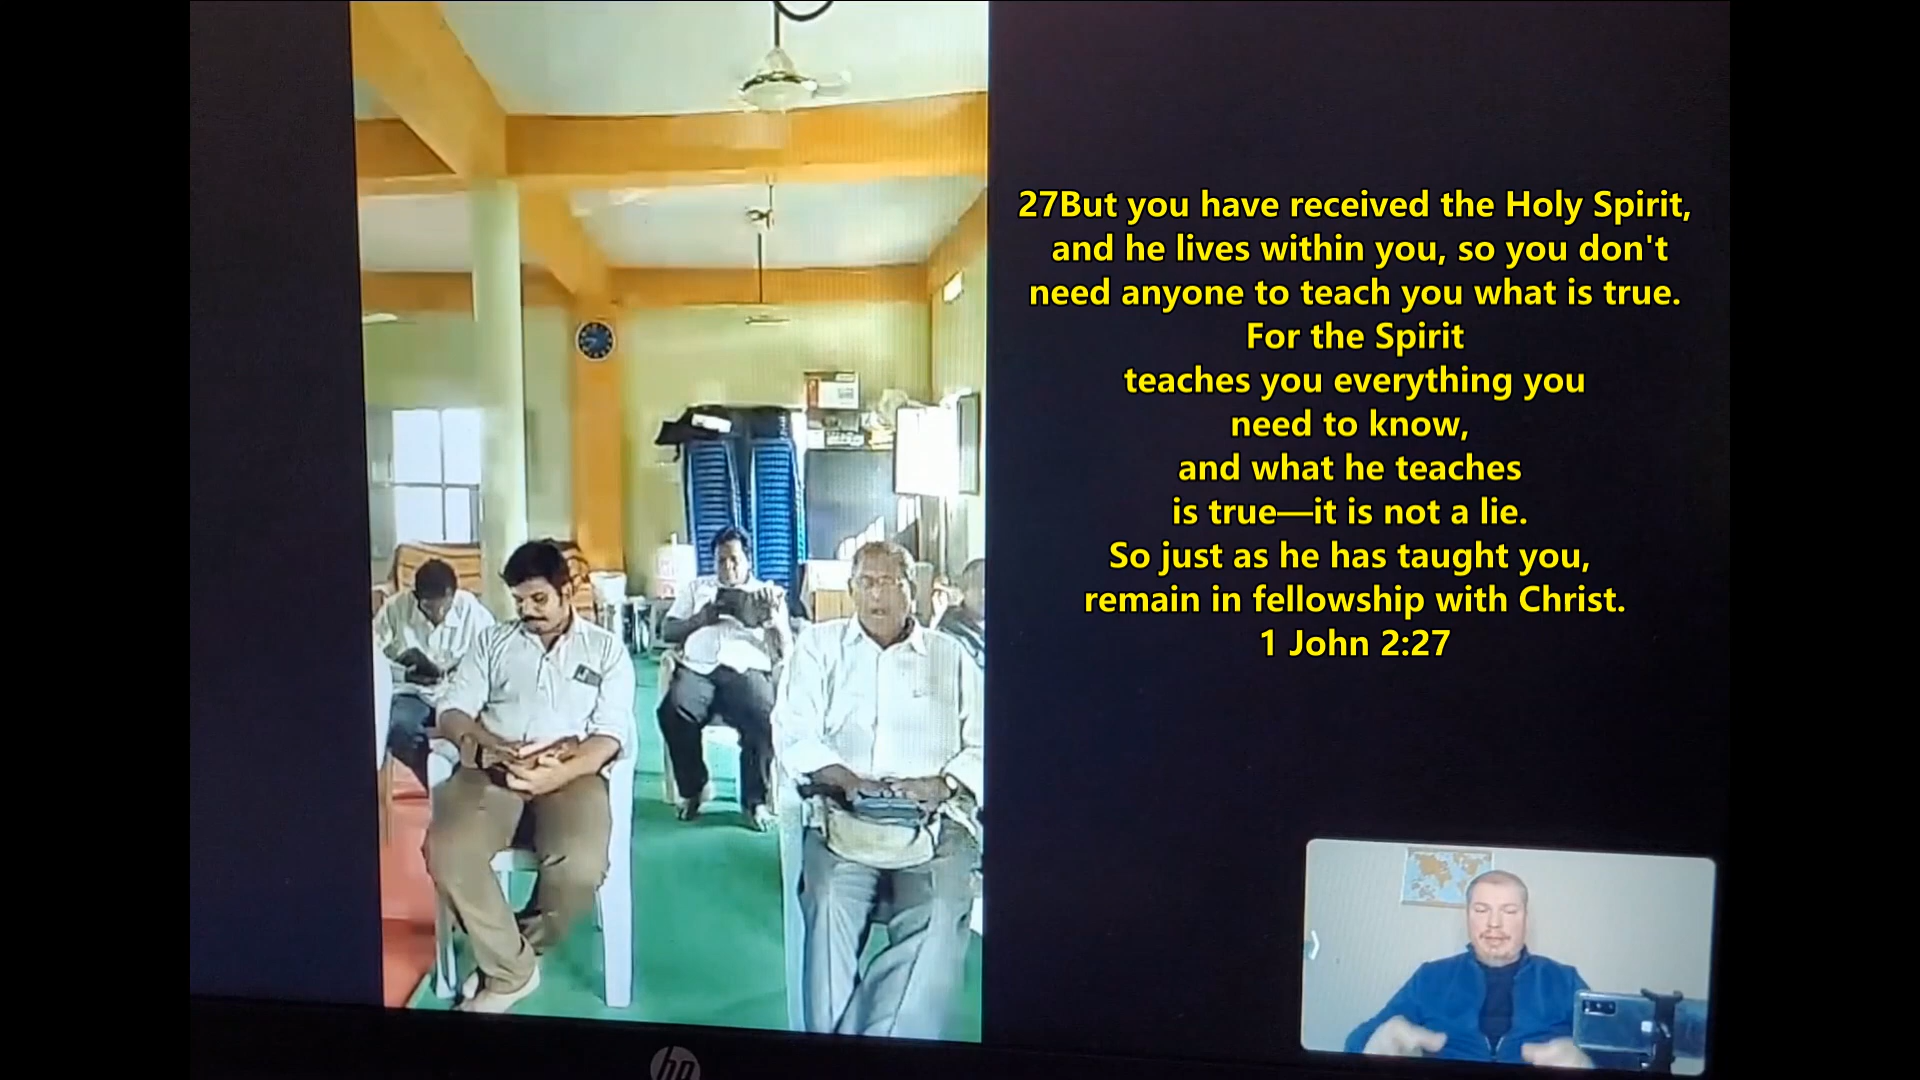 27But you have received the Holy Spirit,
and he lives within you, so you don't
need anyone to teach you what is true.
For the Spirit
teaches you everything you
need to know,
and what he teaches
is true—it is not a lie.
So just as he has taught you,
remain in fellowship with Christ.
1 John 2:27
hp